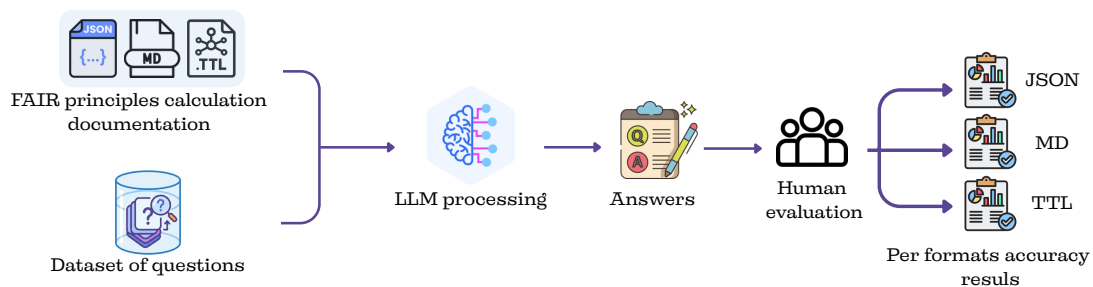 JSON
{...}
MD
.TTL
FAIR principles calculation
documentation
?
?
Dataset of questions
LLM processing
Q
A
Answers
Human
evaluation
JSON
MD
TTL
Per formats accuracy
resuls